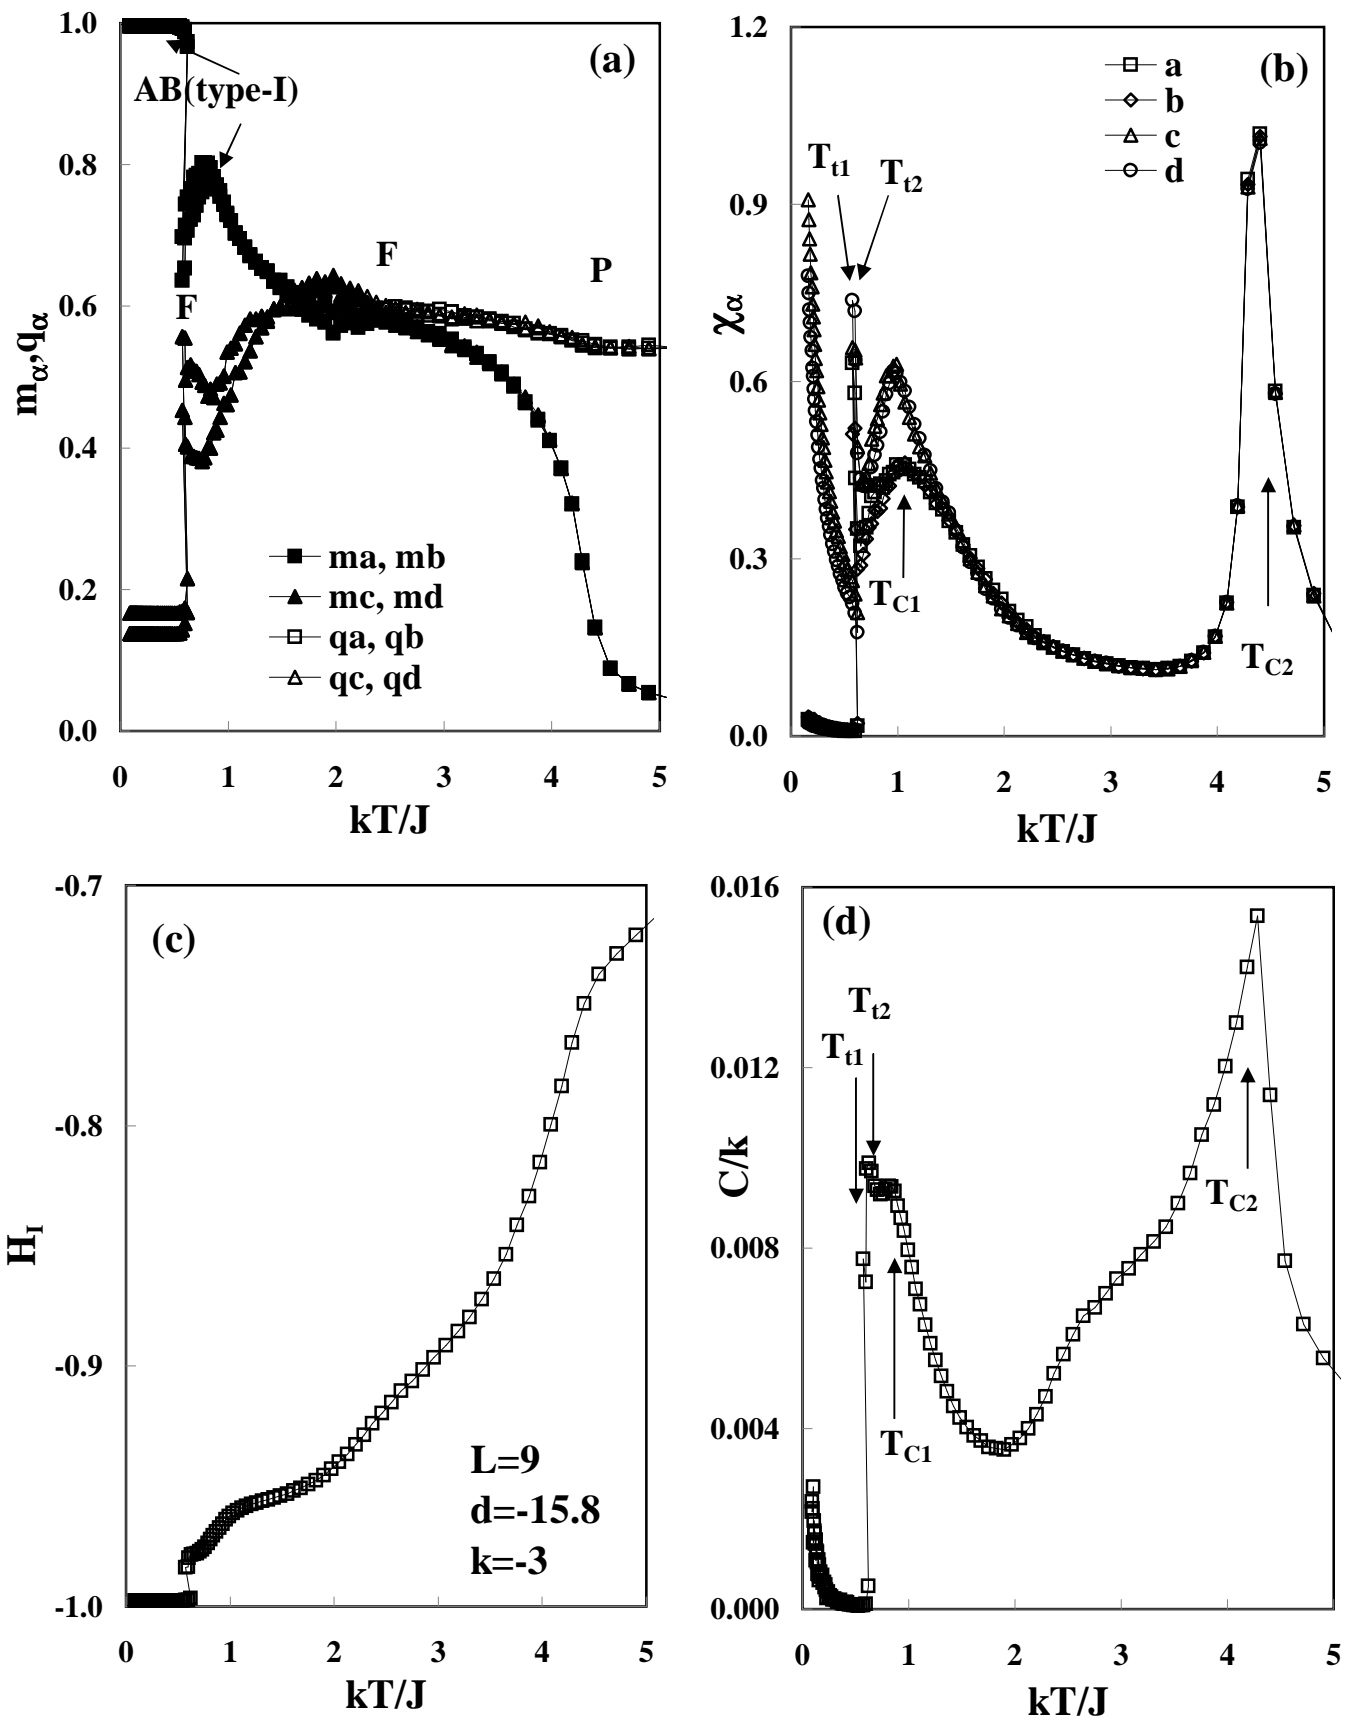 (a)
AB(type-I)
F
F
P
ma, mb
mc, md
qa, qb
qc, qd
1.0
0.8
0.6
0.4
0.2
0.0
0 1 2 3 4 5
mα,qα
kT/J
(b)
a
b
c
d
Tt1
Tt2
TC1
TC2
1.2
0.9
0.6
0.3
0.0
0 1 2 3 4 5
χα
kT/J
(c)
-0.7
-0.8
-0.9
-1.0
L=9
d=-15.8
k=-3
0 1 2 3 4 5
HI
kT/J
(d)
Tt2
Tt1
TC2
TC1
0.016
0.012
0.008
0.004
0.000
0 1 2 3 4 5
C/k
kT/J